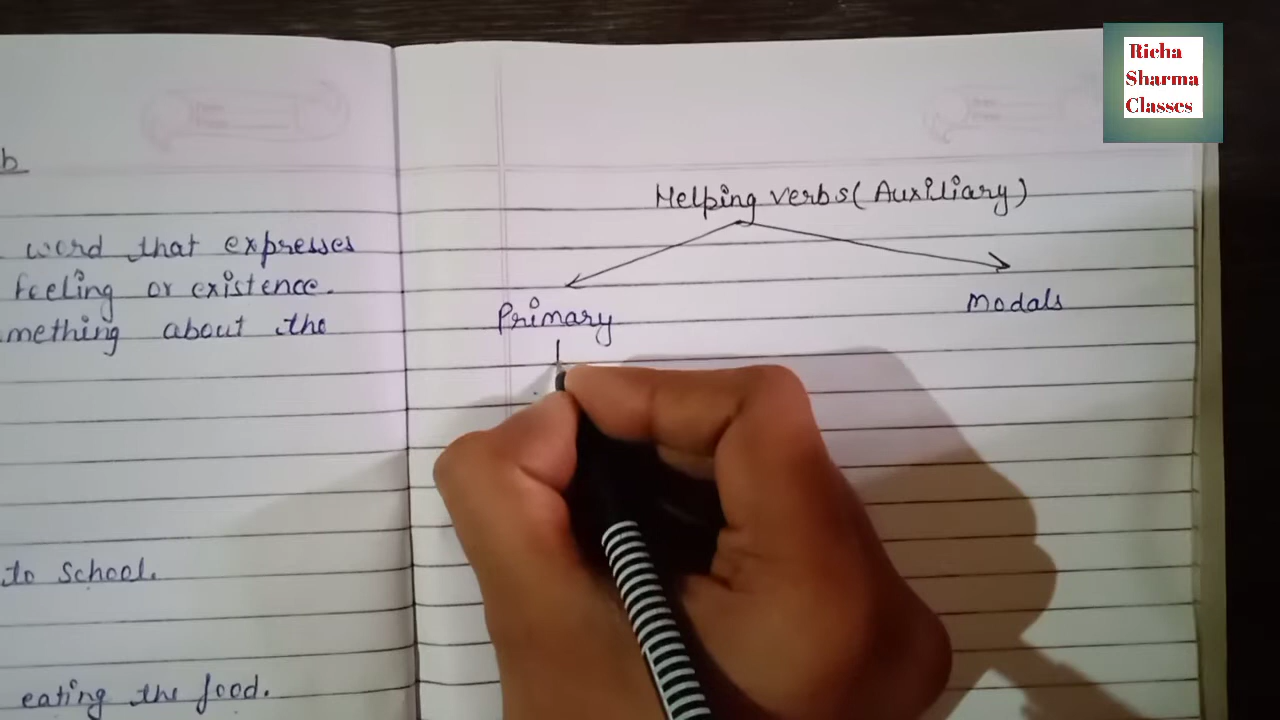 Richa
Sharma
Classes
b
word that expresses
feeling or existence.
mething about the
to school.
eating the food.
Helping verbs (Auxiliary)
Primary
Modals